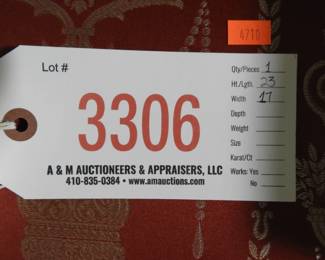 4710
Lot #
3306
A & M AUCTIONEERS & APPRAISERS, LLC
410-835-0384 • www.amauctions.com
Qty/Pieces 1
Ht./Lgth. 23
Width 17
Depth
Weight
Size
Karat/Ct
Works: Yes
No